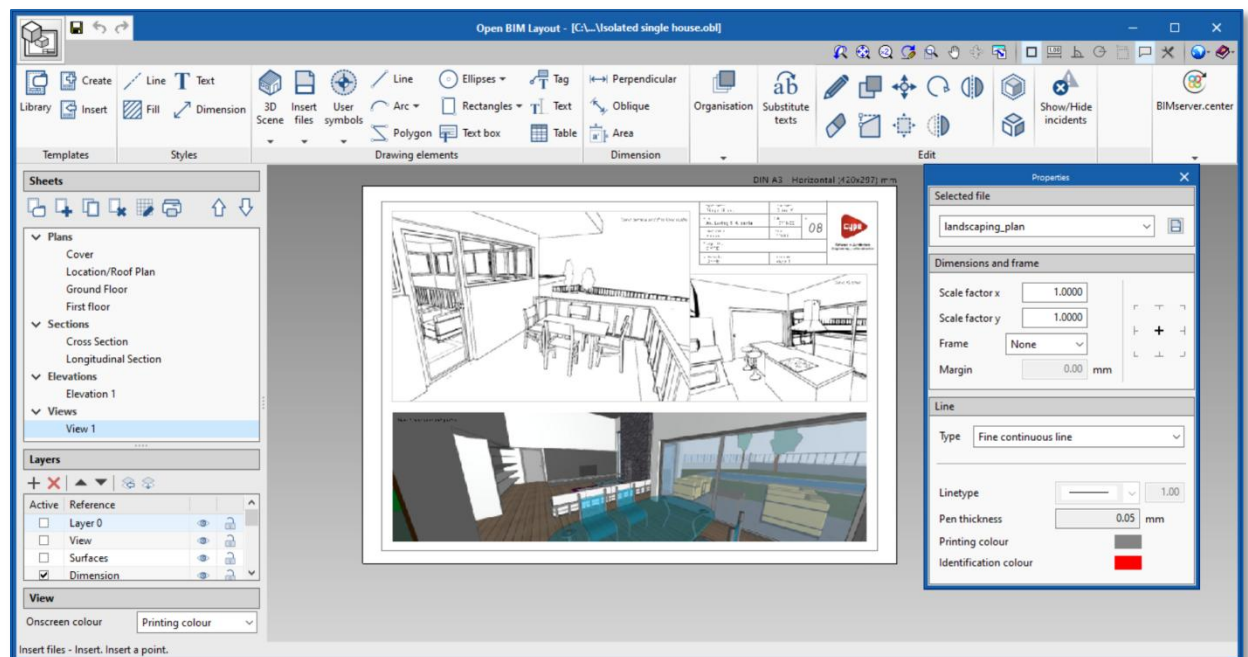 Open BIM Layout - [C:\...\Isolated single house.obl]
Library
Create
Insert
Templates
Line
Text
Fill
Dimension
Styles
3D Scene
Insert files
User symbols
Line
Arc
Polygon
Ellipses
Rectangles
Text box
Tag
Text
Table
Drawing elements
Perpendicular
Oblique
Area
Dimension
Organisation
ab
Substitute texts
Show/Hide incidents
Edit
BIMserver.center
Sheets
Plans
Cover
Location/Roof Plan
Ground Floor
First floor
Sections
Cross Section
Longitudinal Section
Elevations
Elevation 1
Views
View 1
Layers
Active Reference
Layer 0
View
Surfaces
Dimension
View
Onscreen colour Printing colour
Insert files - Insert. Insert a point.
DIN A3 Horizontal (420x297) mm
08
cype
Properties
Selected file
landscaping_plan
Dimensions and frame
Scale factor x 1.0000
Scale factor y 1.0000
Frame None
Margin 0.00 mm
Line
Type Fine continuous line
Linetype 1.00
Pen thickness 0.05 mm
Printing colour
Identification colour